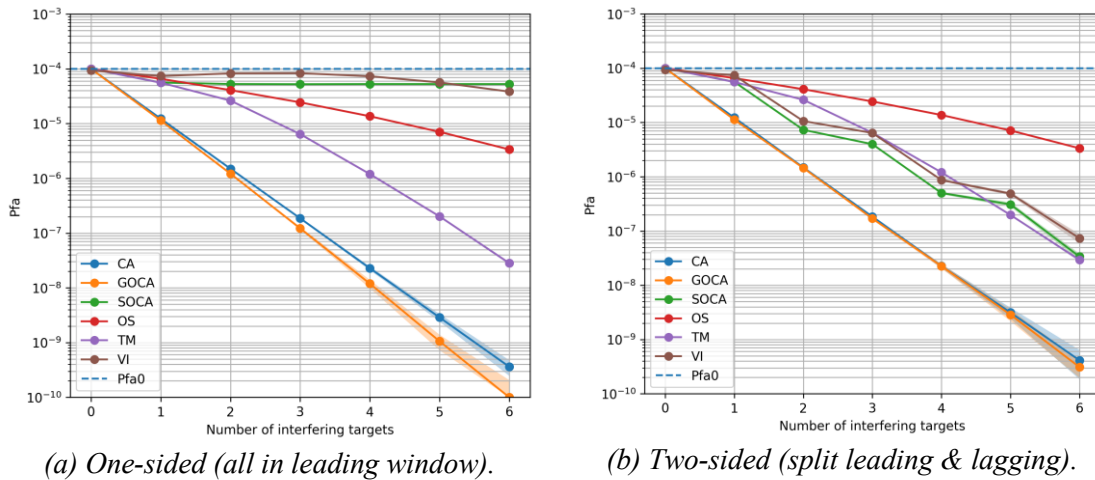 10⁻³
10⁻⁴
10⁻⁵
10⁻⁶
10⁻⁷
10⁻⁸
10⁻⁹
10⁻¹⁰
Pfa
CA
GOCA
SOCA
OS
TM
VI
Pfa0
0 1 2 3 4 5 6
Number of interfering targets
(a) One-sided (all in leading window).
10⁻³
10⁻⁴
10⁻⁵
10⁻⁶
10⁻⁷
10⁻⁸
10⁻⁹
10⁻¹⁰
Pfa
CA
GOCA
SOCA
OS
TM
VI
Pfa0
0 1 2 3 4 5 6
Number of interfering targets
(b) Two-sided (split leading & lagging).